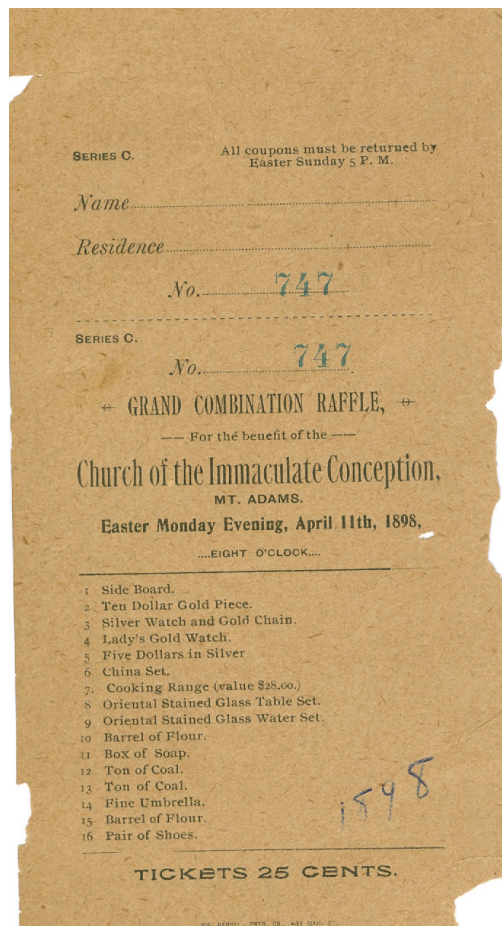 SERIES C.
All coupons must be returned by
Easter Sunday 5 P. M.
Name
Residence
No. 747
SERIES C.
No. 747
GRAND COMBINATION RAFFLE,
—— For the benefit of the ——
Church of the Immaculate Conception,
MT. ADAMS.
Easter Monday Evening, April 11th, 1898,
....EIGHT O'CLOCK....
1 Side Board.
2 Ten Dollar Gold Piece.
3 Silver Watch and Gold Chain.
4 Lady's Gold Watch.
5 Five Dollars in Silver
6 China Set.
7. Cooking Range (value $28.00.)
8 Oriental Stained Glass Table Set.
9 Oriental Stained Glass Water Set.
10 Barrel of Flour.
11 Box of Soap.
12 Ton of Coal.
13 Ton of Coal.
14 Fine Umbrella.
15 Barrel of Flour.
16 Pair of Shoes.
1898
TICKETS 25 CENTS.